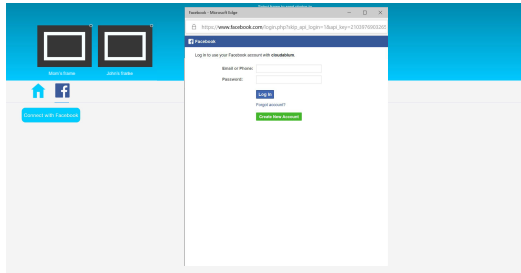 Facebook - Microsoft Edge
https://www.facebook.com/login.php?skip_api_login=1&api_key=2103876963265
Facebook
Log in to use your Facebook account with cloudalbum.
Email or Phone:
Password:
Log In
Forgot account?
Create New Account
Mom's frame
John's frame
Connect with Facebook